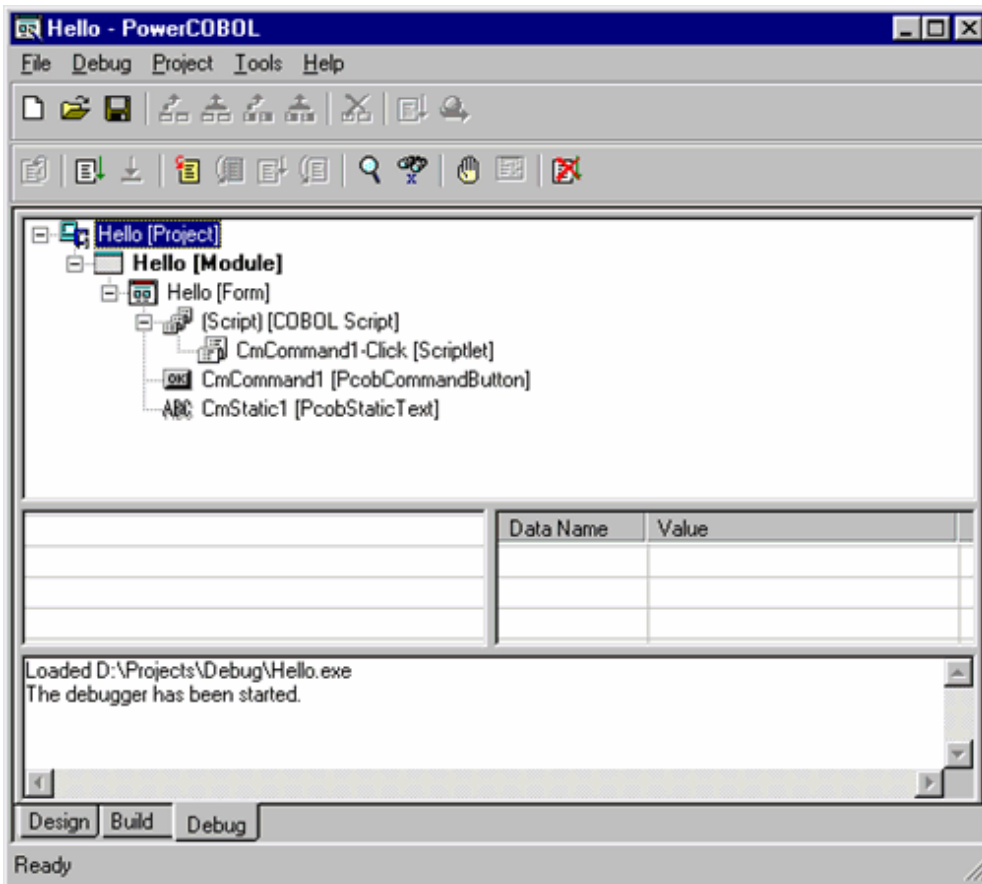 Hello - PowerCOBOL
File Debug Project Tools Help
Hello [Project]
Hello [Module]
Hello [Form]
(Script) [COBOL Script]
CmCommand1-Click [Scriptlet]
OK CmCommand1 [PcobCommandButton]
ABC CmStatic1 [PcobStaticText]
Data Name Value
Loaded D:\Projects\Debug\Hello.exe
The debugger has been started.
Design Build Debug
Ready